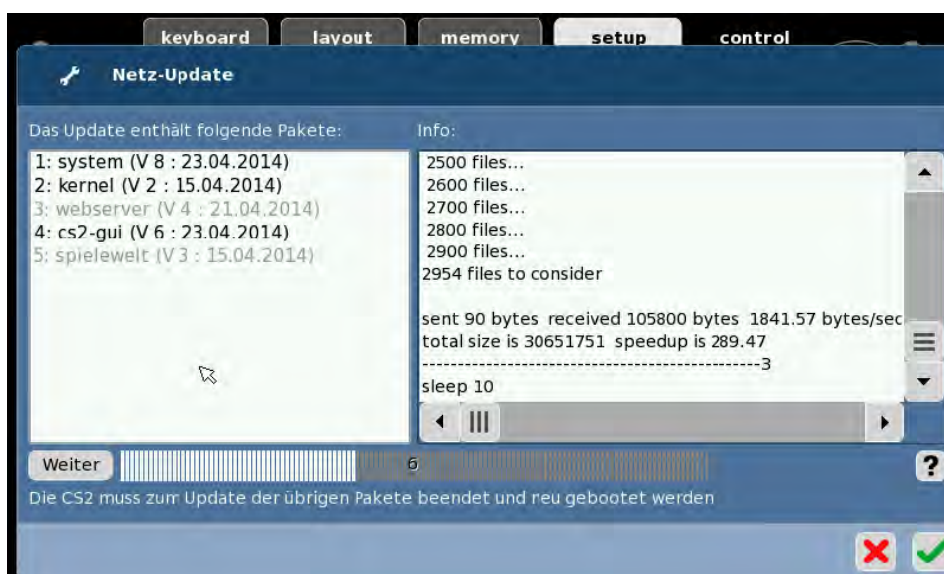 keyboard layout memory setup control
Netz-Update
Das Update enthält folgende Pakete:
1: system (V 8 : 23.04.2014)
2: kernel (V 2 : 15.04.2014)
3: webserver (V 4 : 21.04.2014)
4: cs2-gui (V 6 : 23.04.2014)
5: spielewelt (V 3 : 15.04.2014)
Info:
2500 files...
2600 files...
2700 files...
2800 files...
2900 files...
2954 files to consider
sent 90 bytes received 105800 bytes 1841.57 bytes/sec
total size is 30651751 speedup is 289.47
------------------------------------------------3
sleep 10
Weiter
6
?
Die CS2 muss zum Update der übrigen Pakete beendet und neu gebootet werden